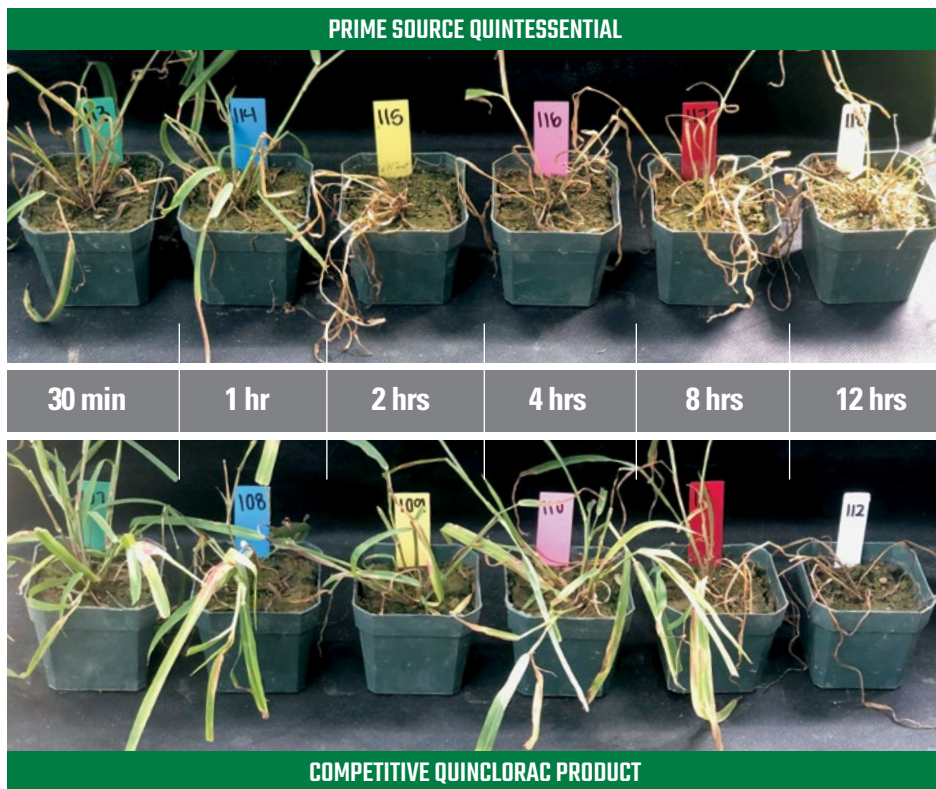 PRIME SOURCE QUINTESSENTIAL
114
115
116
30 min
1 hr
2 hrs
4 hrs
8 hrs
12 hrs
108
109
112
COMPETITIVE QUINCLORAC PRODUCT